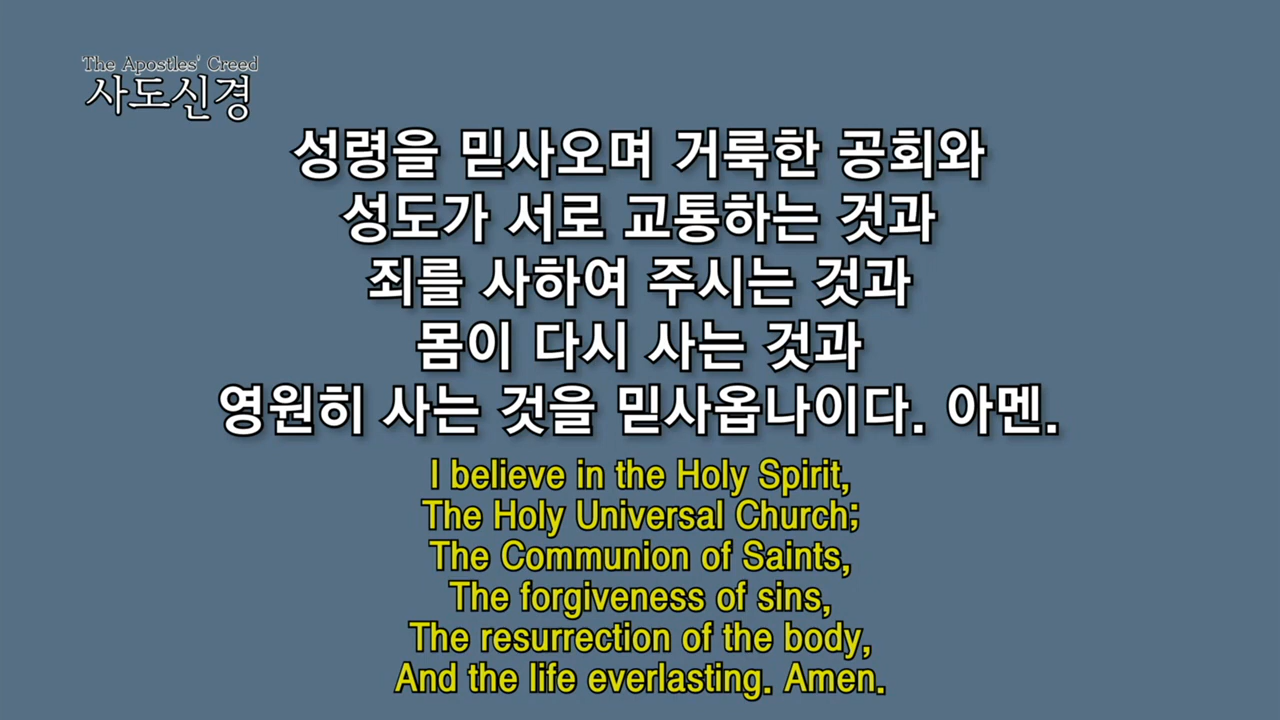 The Apostles' Creed
사도신경
성령을 믿사오며 거룩한 공회와
성도가 서로 교통하는 것과
죄를 사하여 주시는 것과
몸이 다시 사는 것과
영원히 사는 것을 믿사옵나이다. 아멘.
I believe in the Holy Spirit,
The Holy Universal Church;
The Communion of Saints,
The forgiveness of sins,
The resurrection of the body,
And the life everlasting. Amen.